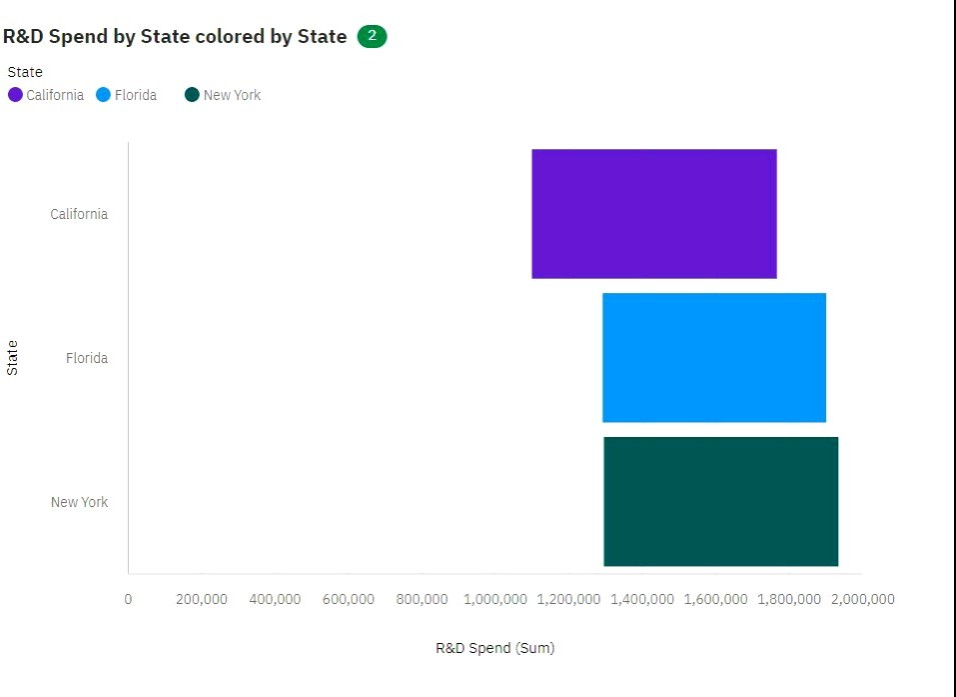 R&D Spend by State colored by State 2
State
California Florida New York
California
Florida
New York
State
0 200,000 400,000 600,000 800,000 1,000,000 1,200,000 1,400,000 1,600,000 1,800,000 2,000,000
R&D Spend (Sum)